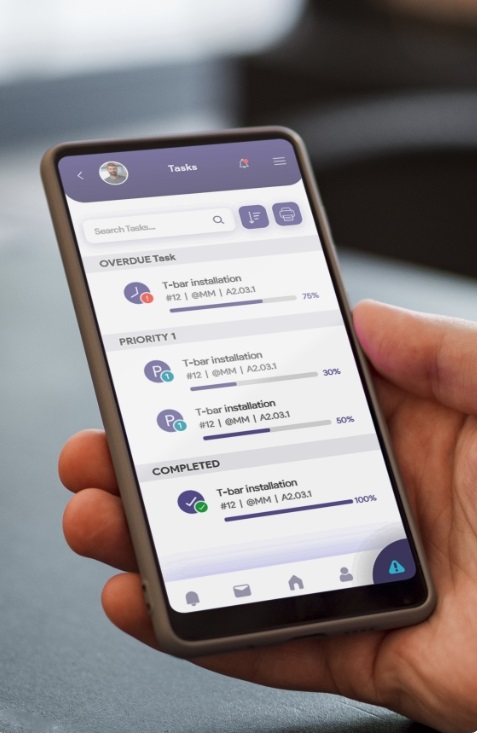 Tasks
Search Tasks...
OVERDUE Task
T-bar installation
#12 | @MM | A2.03.1
75%
PRIORITY 1
T-bar installation
#12 | @MM | A2.03.1
30%
P
1
T-bar installation
#12 | @MM | A2.03.1
50%
P
1
COMPLETED
T-bar installation
#12 | @MM | A2.03.1
100%